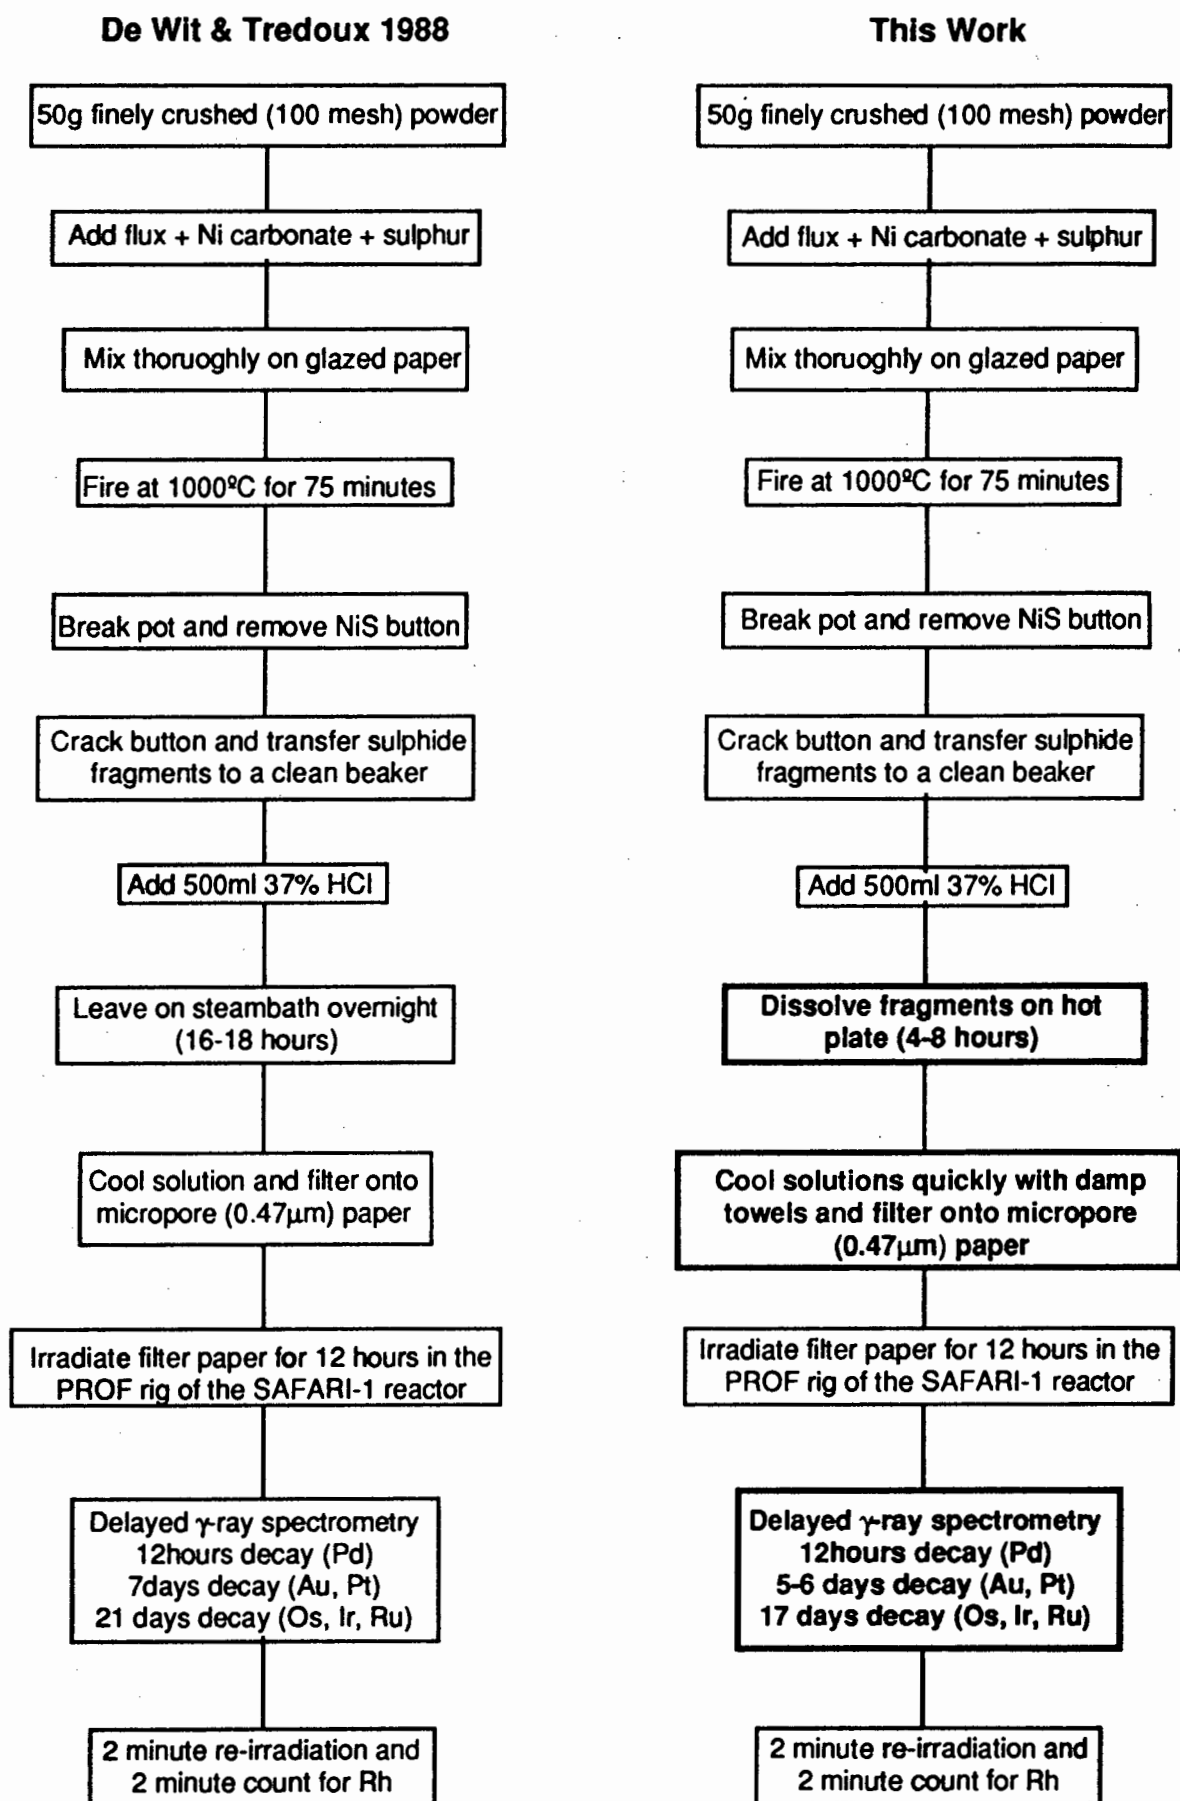 De Wit & Tredoux 1988
50g finely crushed (100 mesh) powder
Add flux + Ni carbonate + sulphur
Mix thoruoghly on glazed paper
Fire at 1000ºC for 75 minutes
Break pot and remove NiS button
Crack button and transfer sulphide
fragments to a clean beaker
Add 500ml 37% HCl
Leave on steambath overnight
(16-18 hours)
Cool solution and filter onto
micropore (0.47µm) paper
Irradiate filter paper for 12 hours in the
PROF rig of the SAFARI-1 reactor
Delayed γ-ray spectrometry
12hours decay (Pd)
7days decay (Au, Pt)
21 days decay (Os, Ir, Ru)
2 minute re-irradiation and
2 minute count for Rh
This Work
50g finely crushed (100 mesh) powder
Add flux + Ni carbonate + sulphur
Mix thoruoghly on glazed paper
Fire at 1000ºC for 75 minutes
Break pot and remove NiS button
Crack button and transfer sulphide
fragments to a clean beaker
Add 500ml 37% HCl
Dissolve fragments on hot
plate (4-8 hours)
Cool solutions quickly with damp
towels and filter onto micropore
(0.47µm) paper
Irradiate filter paper for 12 hours in the
PROF rig of the SAFARI-1 reactor
Delayed γ-ray spectrometry
12hours decay (Pd)
5-6 days decay (Au, Pt)
17 days decay (Os, Ir, Ru)
2 minute re-irradiation and
2 minute count for Rh